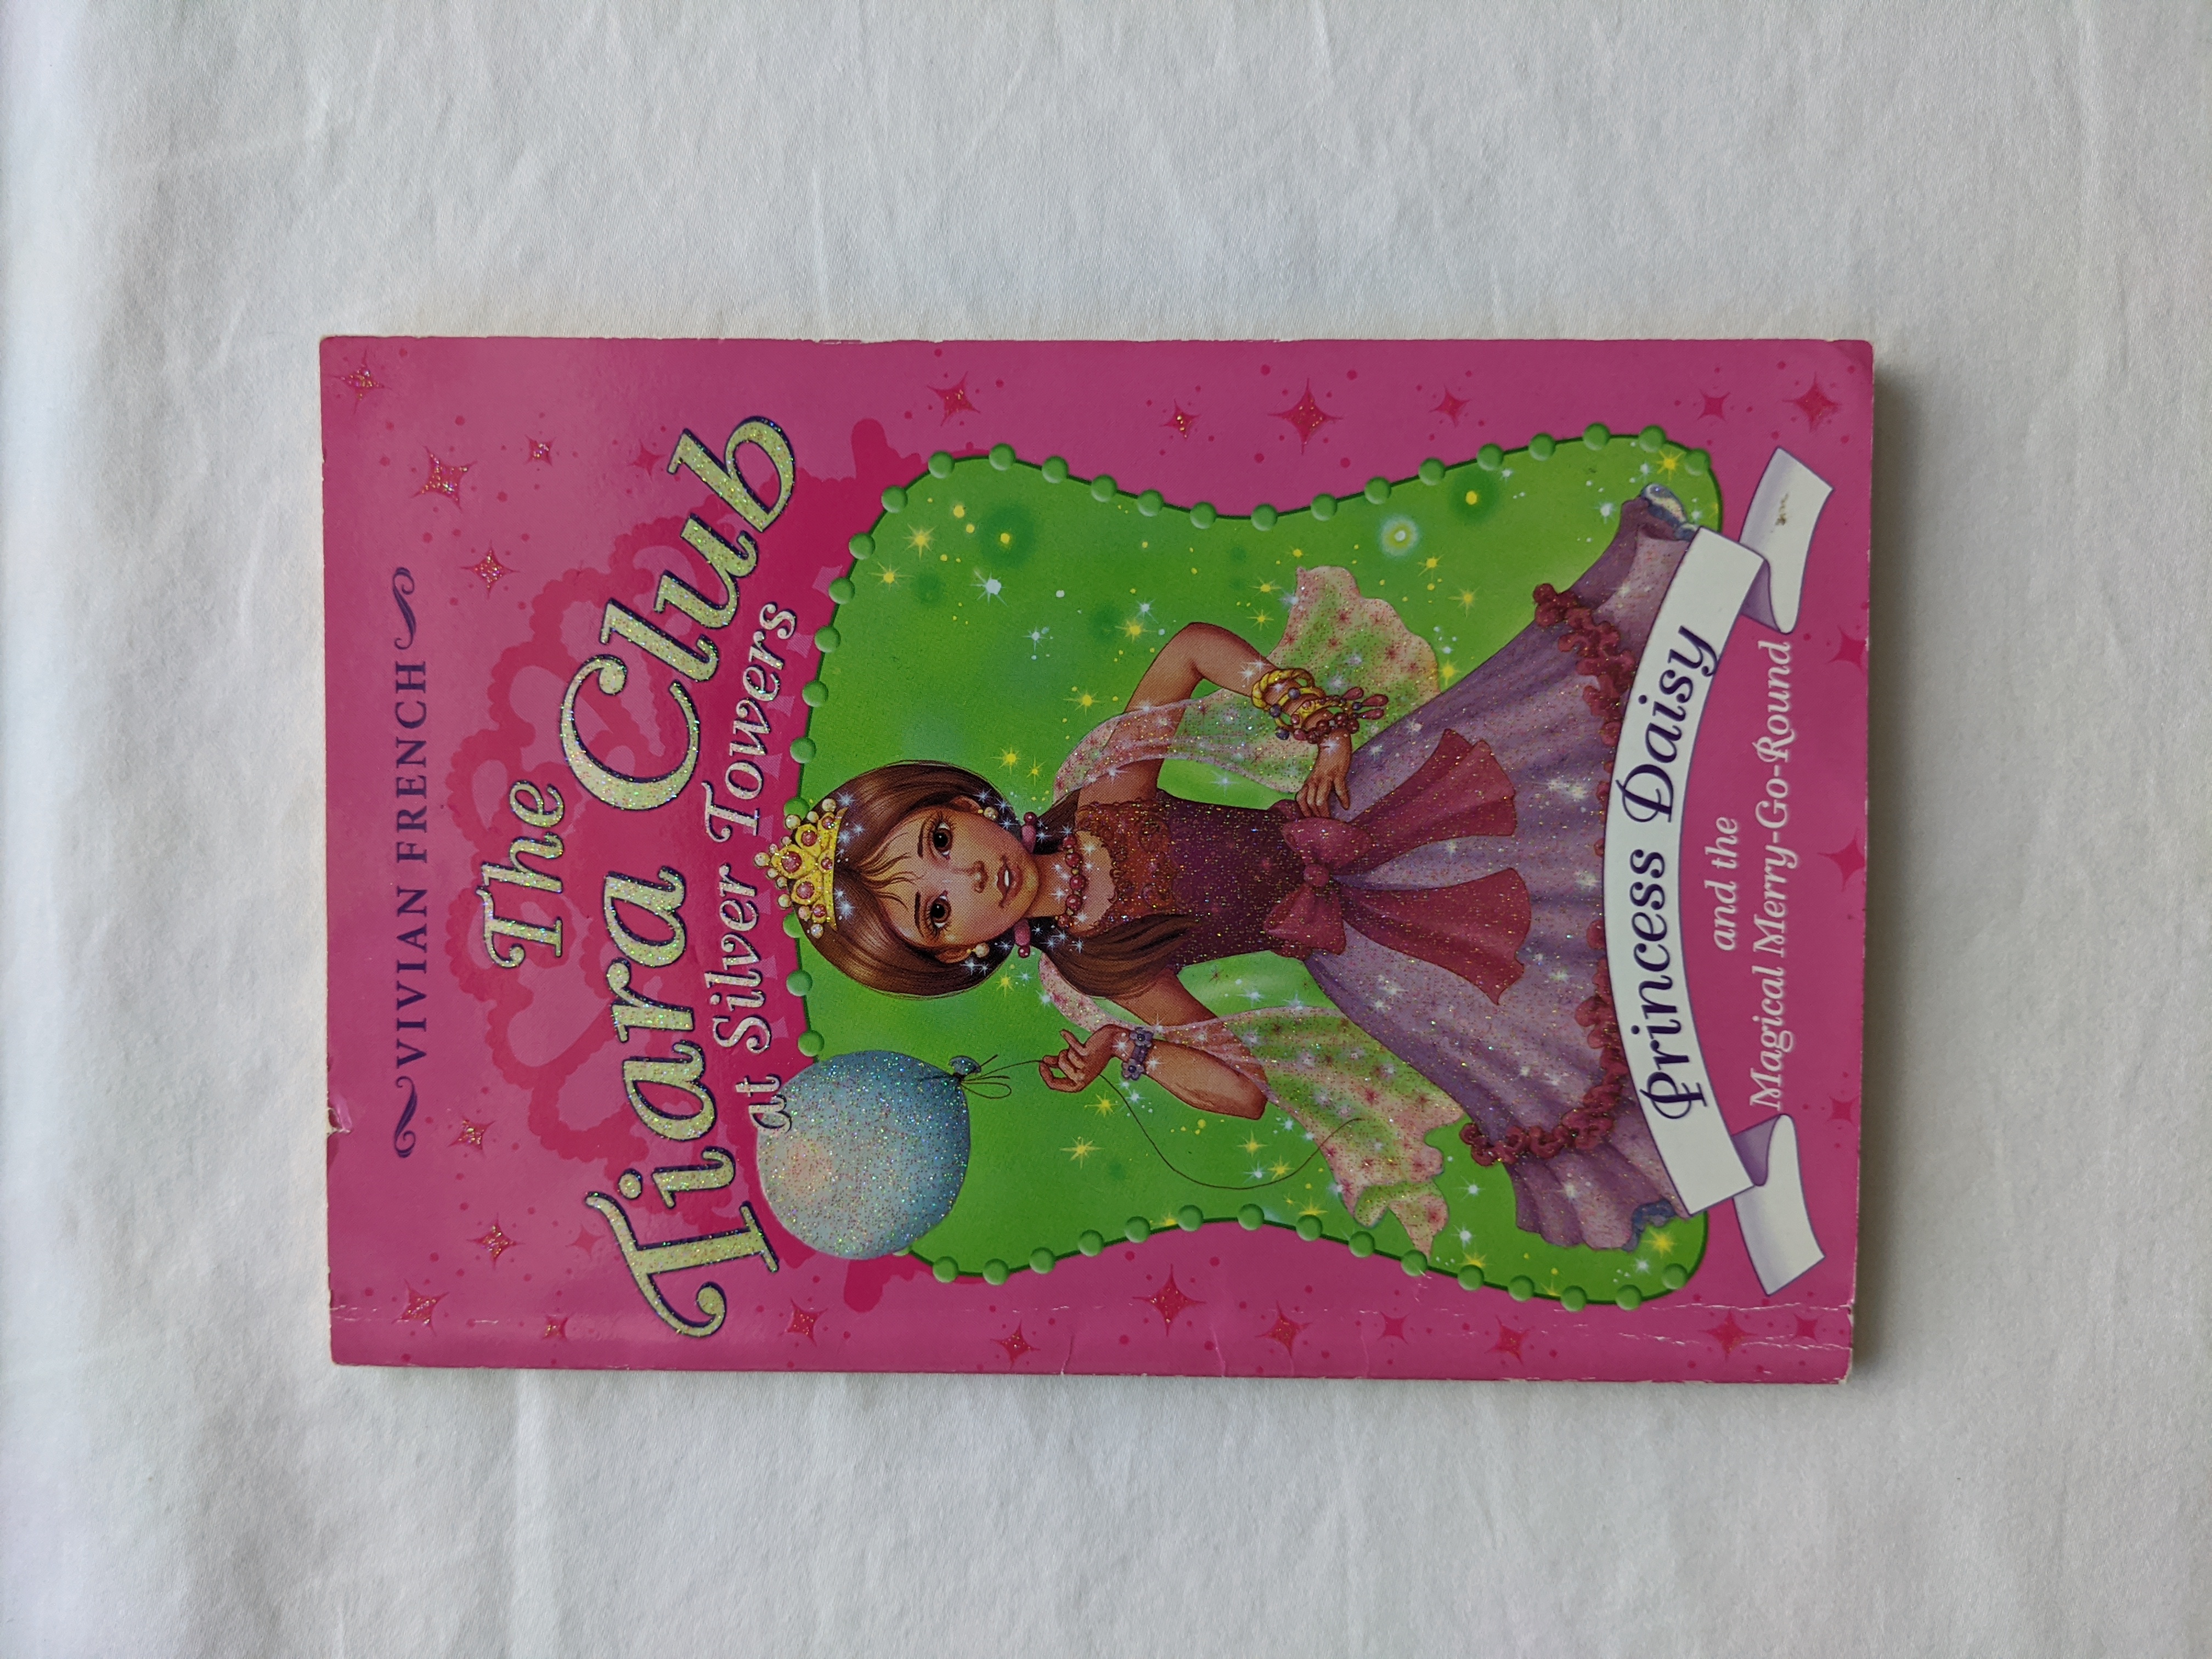 VIVIAN FRENCH
The
Tiara Club
at Silver Towers
Princess Daisy
and the
Magical Merry-Go-Round